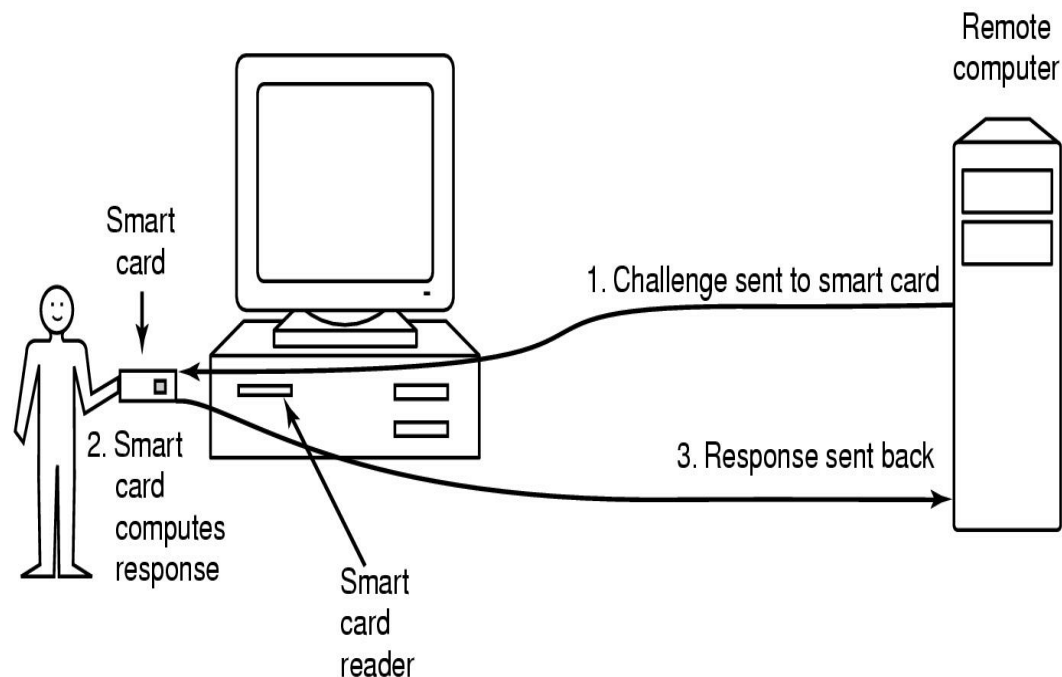 Remote
computer
Smart
card
1. Challenge sent to smart card
2. Smart
card
computes
response
3. Response sent back
Smart
card
reader